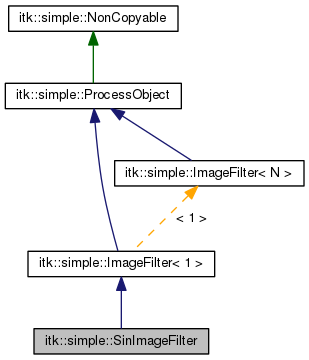 itk::simple::NonCopyable
itk::simple::ProcessObject
itk::simple::ImageFilter< N >
< 1 >
itk::simple::ImageFilter< 1 >
itk::simple::SinImageFilter